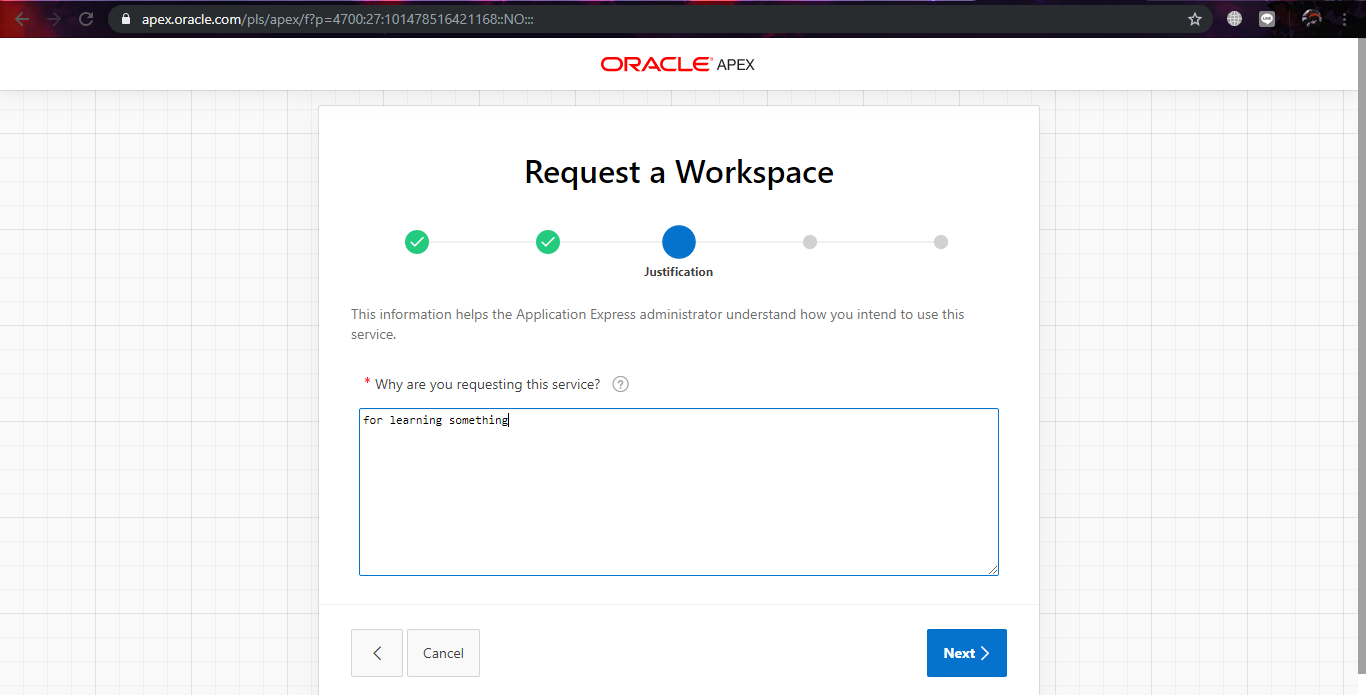 apex.oracle.com/pls/apex/f?p=4700:27:101478516421168::NO:::
ORACLE APEX
Request a Workspace
Justification
This information helps the Application Express administrator understand how you intend to use this
service.
* Why are you requesting this service? ?
for learning something
Cancel
Next